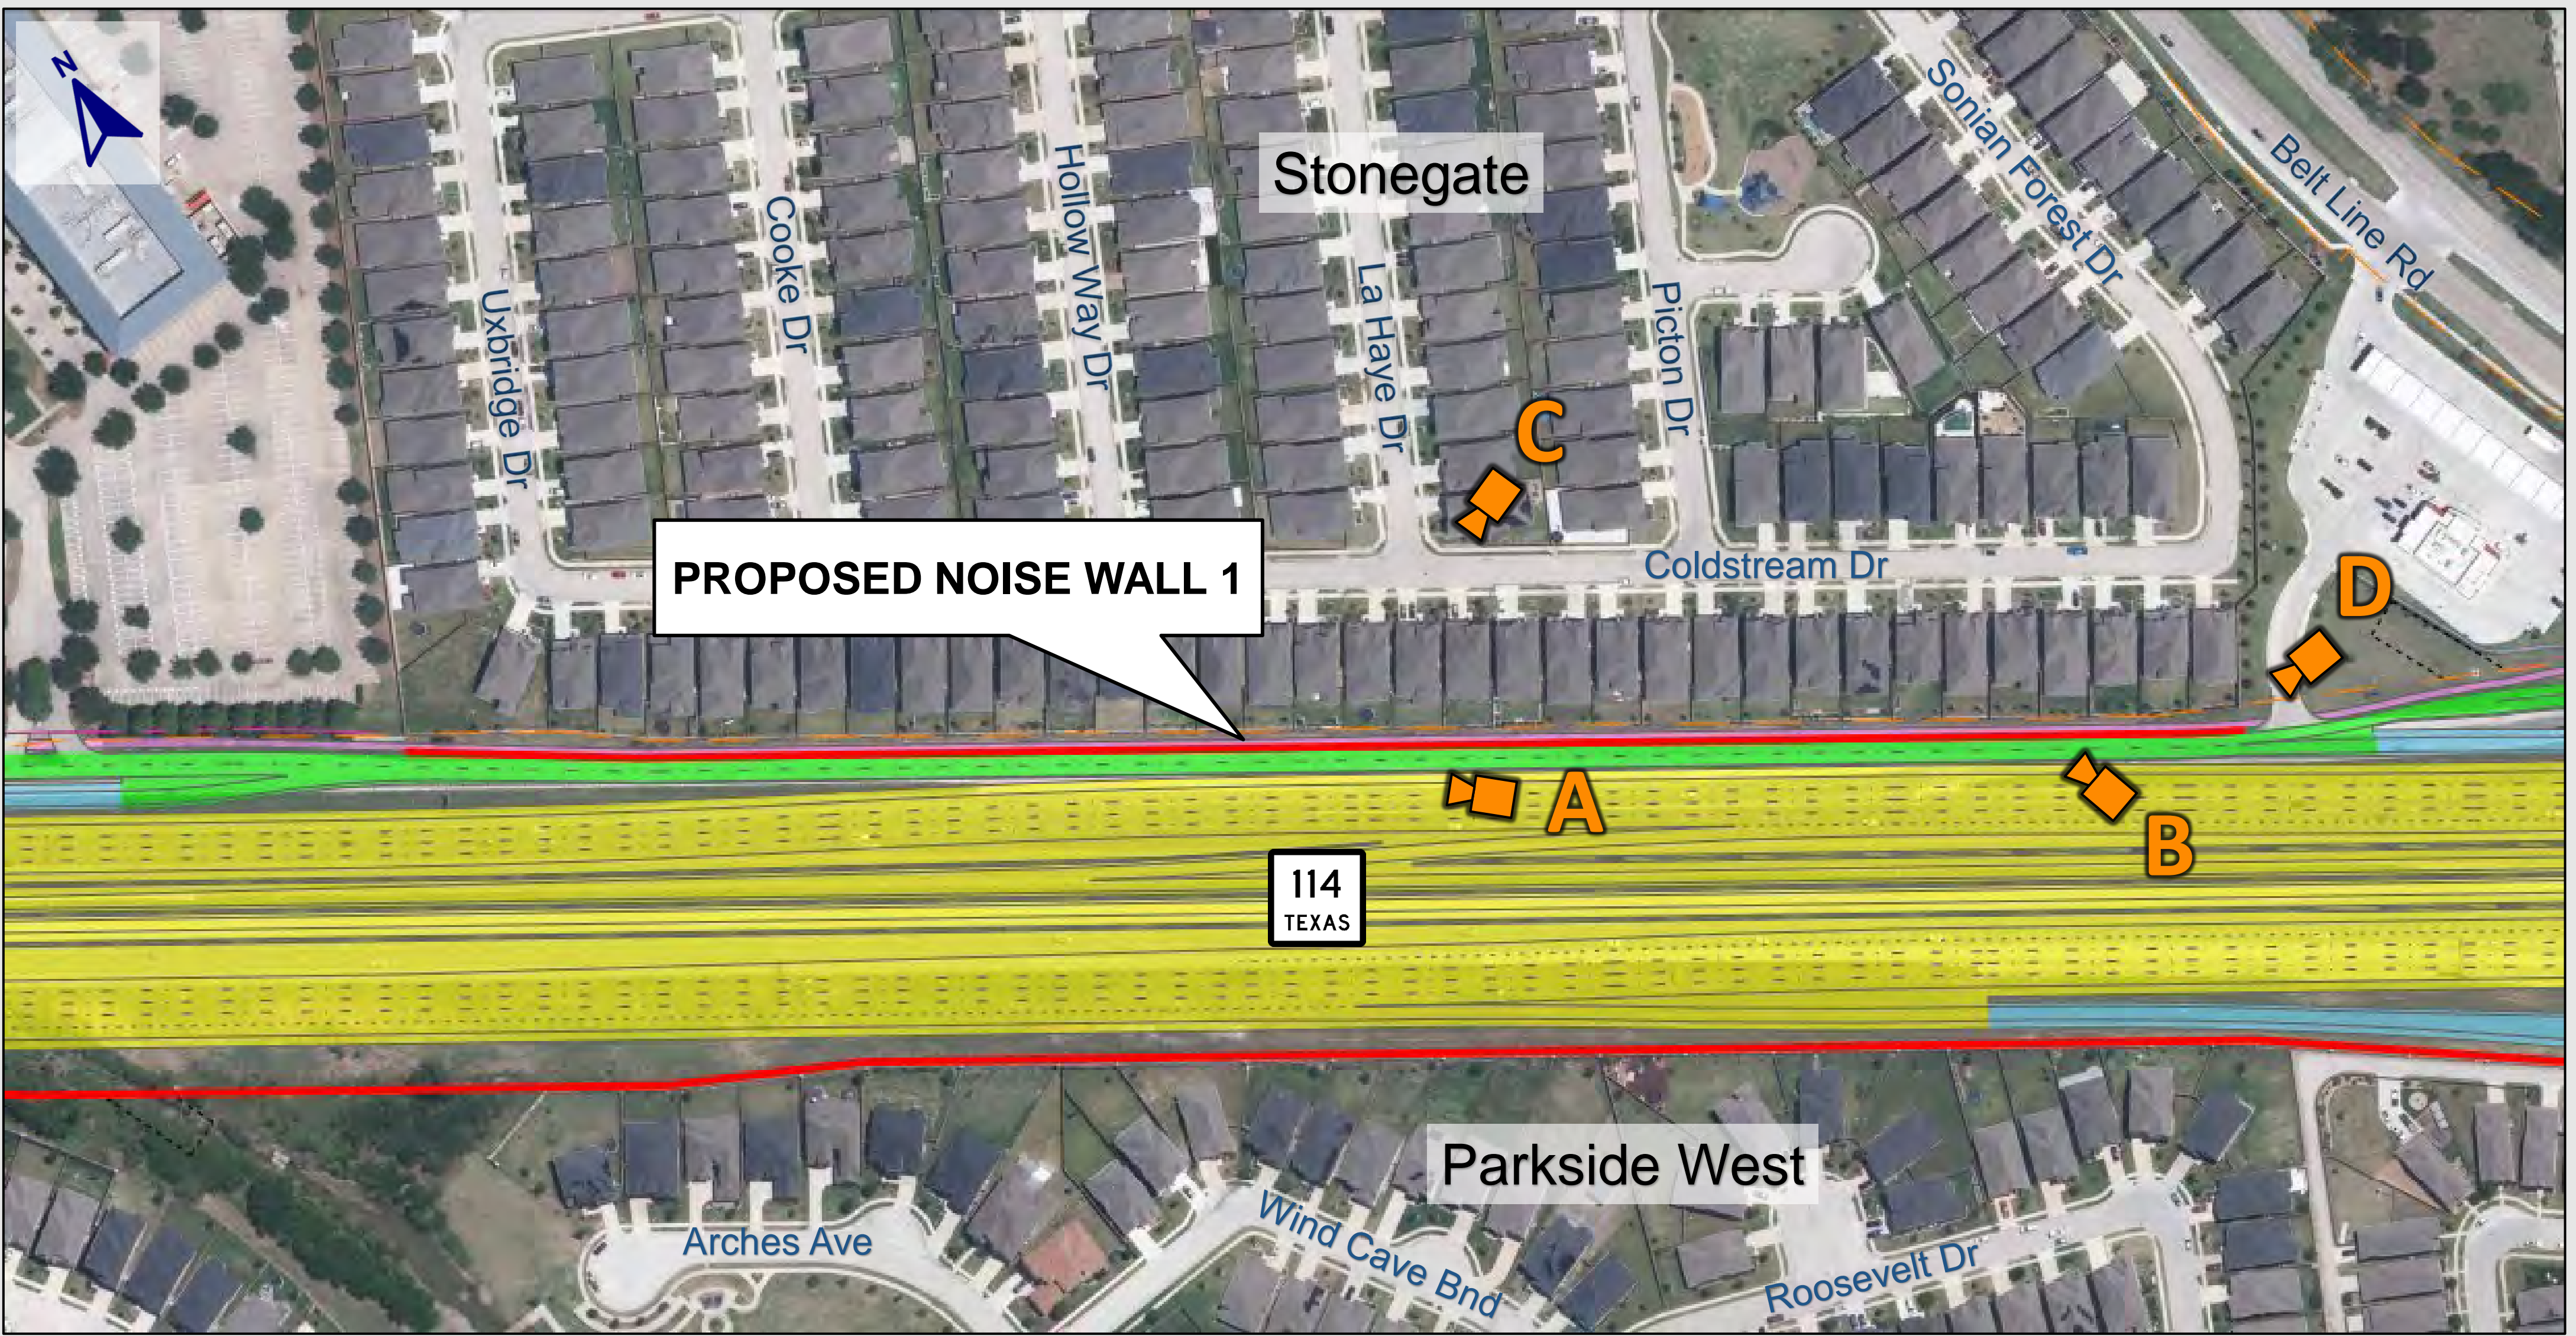 N
Stonegate
Sonian Forest Dr
Belt Line Rd
Uxbridge Dr
Cooke Dr
Hollow Way Dr
La Haye Dr
Picton Dr
C
PROPOSED NOISE WALL 1
Coldstream Dr
D
A
B
114
TEXAS
Parkside West
Arches Ave
Wind Cave Bnd
Roosevelt Dr